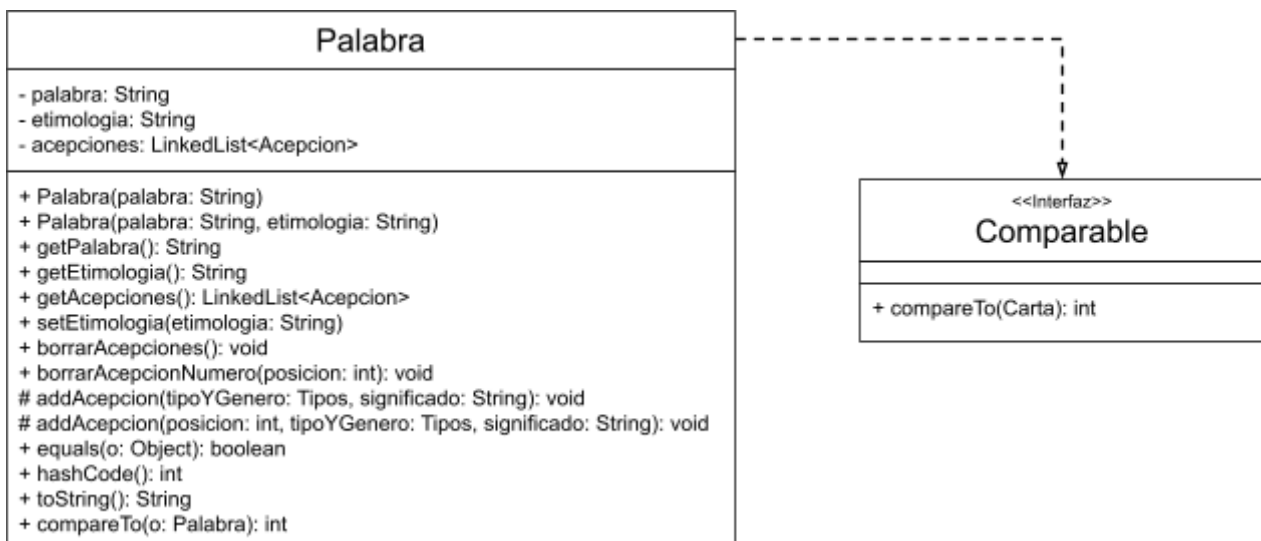 Palabra
- palabra: String
- etimologia: String
- acepciones: LinkedList<Acepcion>
+ Palabra(palabra: String)
+ Palabra(palabra: String, etimologia: String)
+ getPalabra(): String
+ getEtimologia(): String
+ getAcepciones(): LinkedList<Acepcion>
+ setEtimologia(etimologia: String)
+ borrarAcepciones(): void
+ borrarAcepcionNumero(posicion: int): void
# addAcepcion(tipoYGenero: Tipos, significado: String): void
# addAcepcion(posicion: int, tipoYGenero: Tipos, significado: String): void
+ equals(o: Object): boolean
+ hashCode(): int
+ toString(): String
+ compareTo(o: Palabra): int
<<Interfaz>>
Comparable
+ compareTo(Carta): int